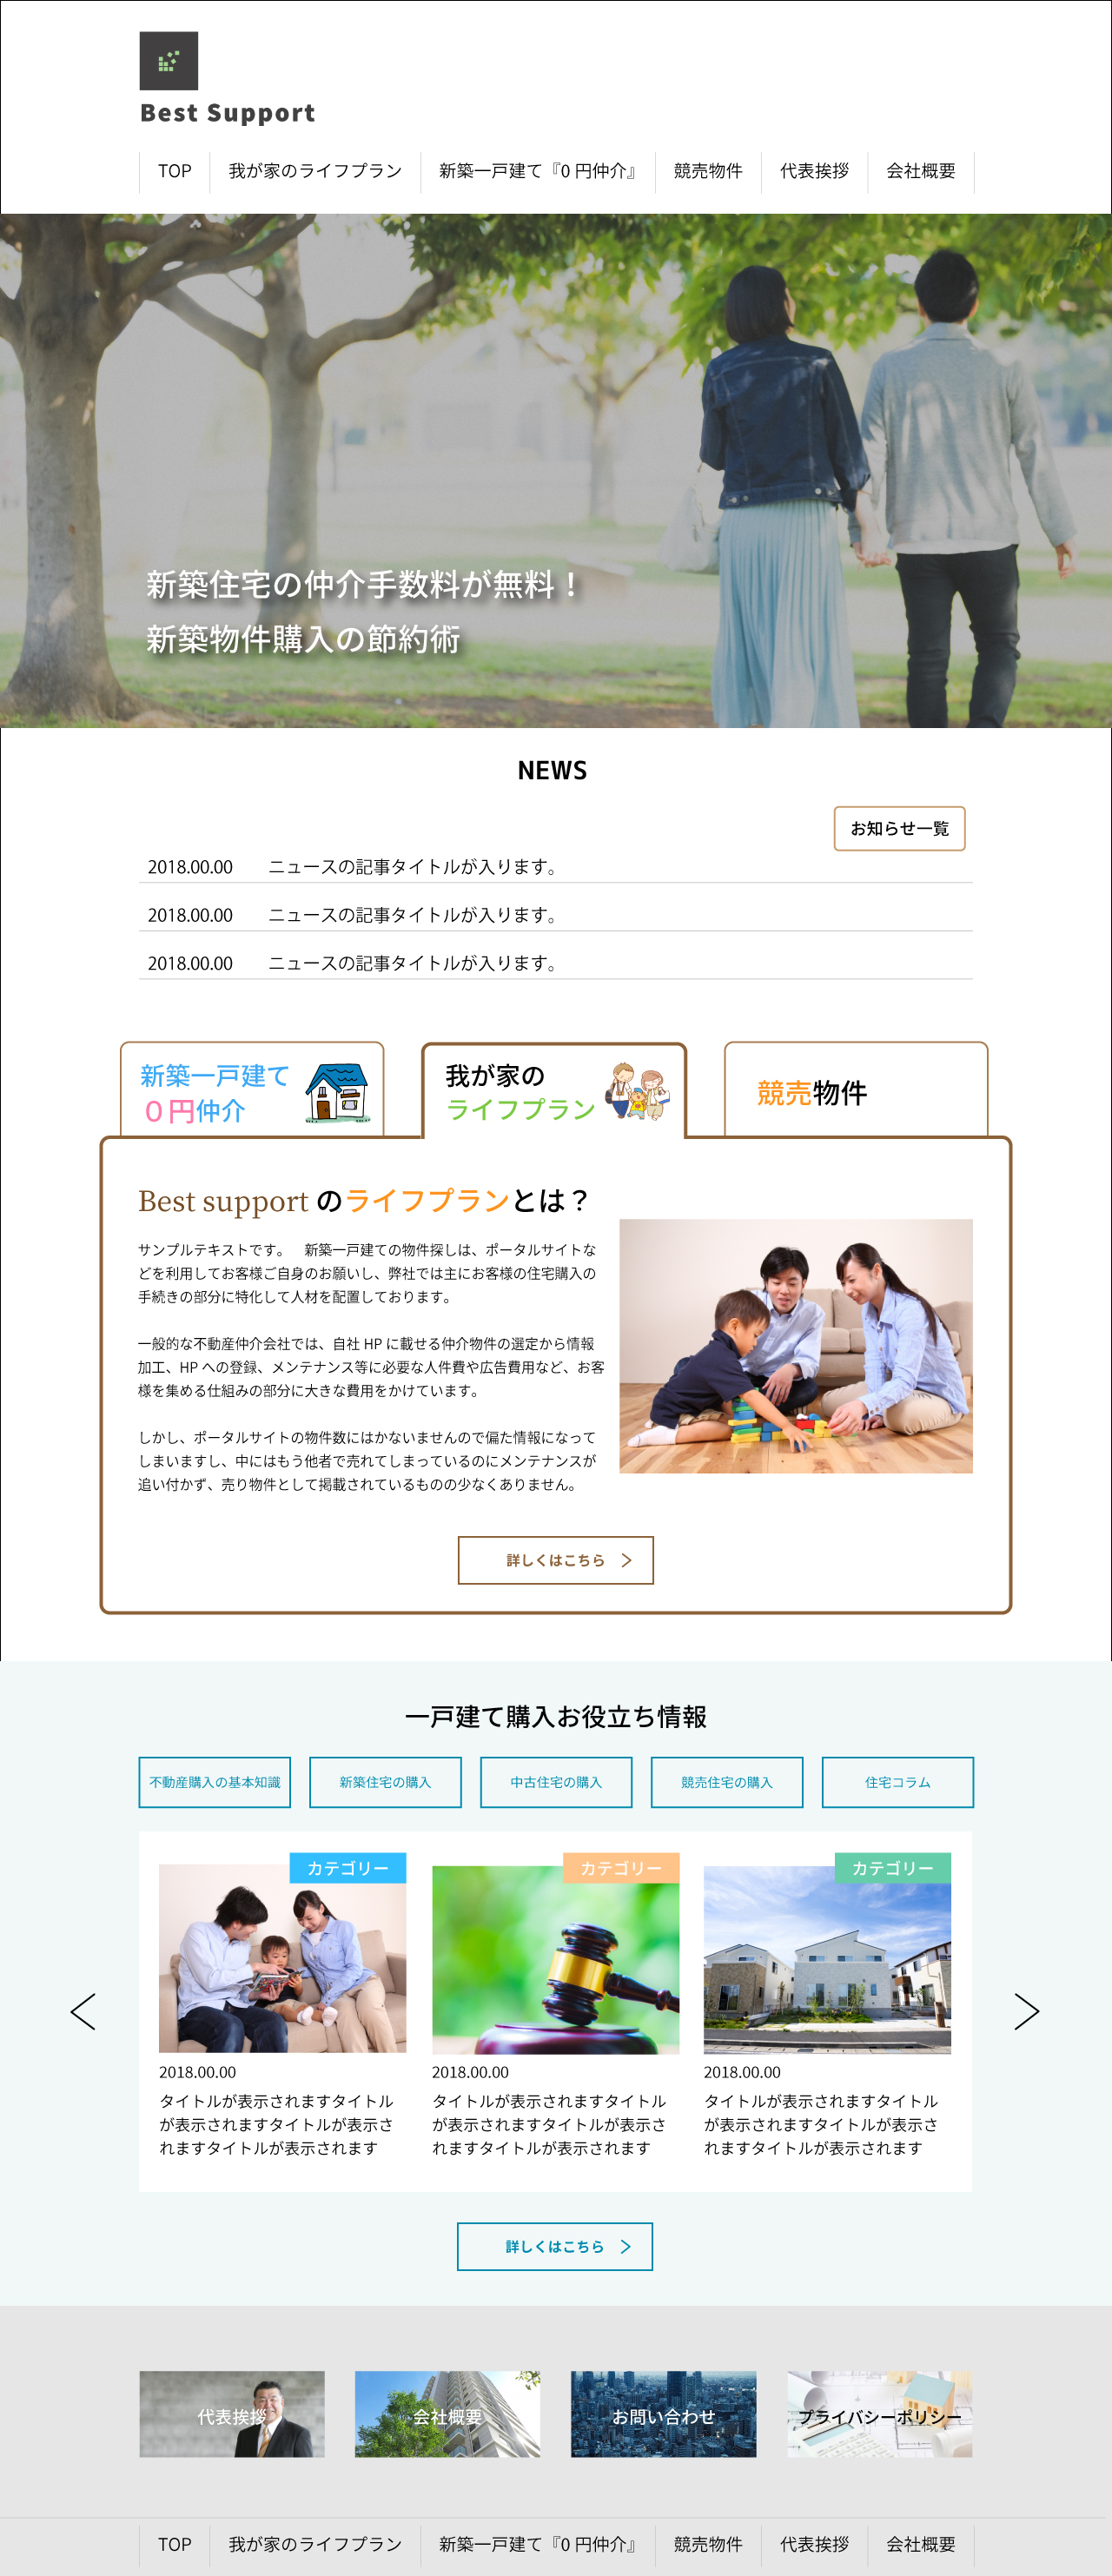 Best Support
TOP 我が家のライフプラン 新築一戸建て『0 円仲介』 競売物件 代表挨拶 会社概要
新築住宅の仲介手数料が無料！
新築物件購入の節約術
NEWS
お知らせ一覧
2018.00.00 ニュースの記事タイトルが入ります。
2018.00.00 ニュースの記事タイトルが入ります。
2018.00.00 ニュースの記事タイトルが入ります。
新築一戸建て
０円仲介
我が家の
ライフプラン
競売物件
Best support のライフプランとは？
サンプルテキストです。　新築一戸建ての物件探しは、ポータルサイトな
どを利用してお客様ご自身のお願いし、弊社では主にお客様の住宅購入の
手続きの部分に特化して人材を配置しております。
一般的な不動産仲介会社では、自社 HP に載せる仲介物件の選定から情報
加工、HP への登録、メンテナンス等に必要な人件費や広告費用など、お客
様を集める仕組みの部分に大きな費用をかけています。
しかし、ポータルサイトの物件数にはかないませんので偏た情報になって
しまいますし、中にはもう他者で売れてしまっているのにメンテナンスが
追い付かず、売り物件として掲載されているものの少なくありません。
詳しくはこちら
一戸建て購入お役立ち情報
不動産購入の基本知識 新築住宅の購入 中古住宅の購入 競売住宅の購入 住宅コラム
カテゴリー
2018.00.00
タイトルが表示されますタイトル
が表示されますタイトルが表示さ
れますタイトルが表示されます
カテゴリー
2018.00.00
タイトルが表示されますタイトル
が表示されますタイトルが表示さ
れますタイトルが表示されます
カテゴリー
2018.00.00
タイトルが表示されますタイトル
が表示されますタイトルが表示さ
れますタイトルが表示されます
詳しくはこちら
代表挨拶 会社概要 お問い合わせ プライバシーポリシー
TOP 我が家のライフプラン 新築一戸建て『0 円仲介』 競売物件 代表挨拶 会社概要